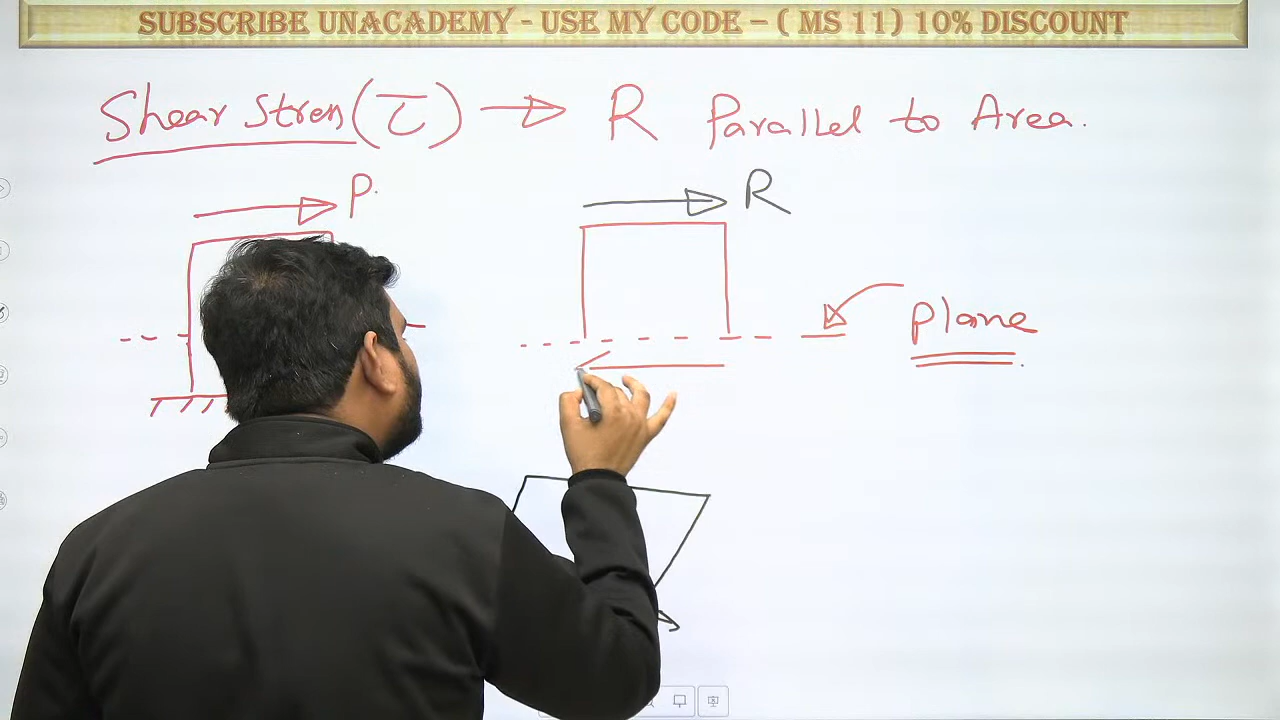 SUBSCRIBE UNACADEMY - USE MY CODE – ( MS 11) 10% DISCOUNT
Shear Stress (τ) → R Parallel to Area.
P.
R
plane